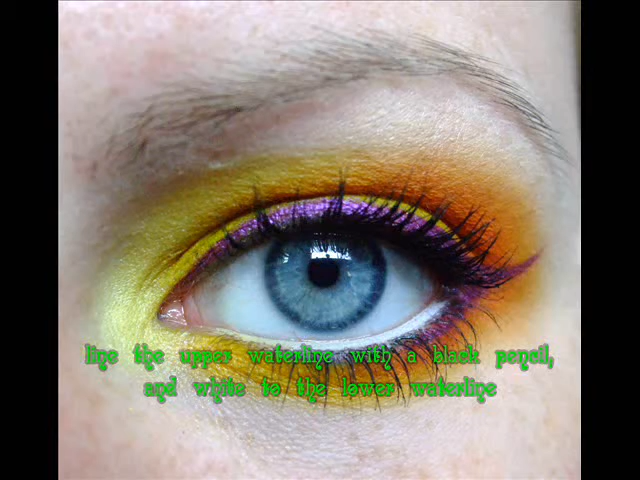 line the upper waterline with a black pencil,
and white to the lower waterline